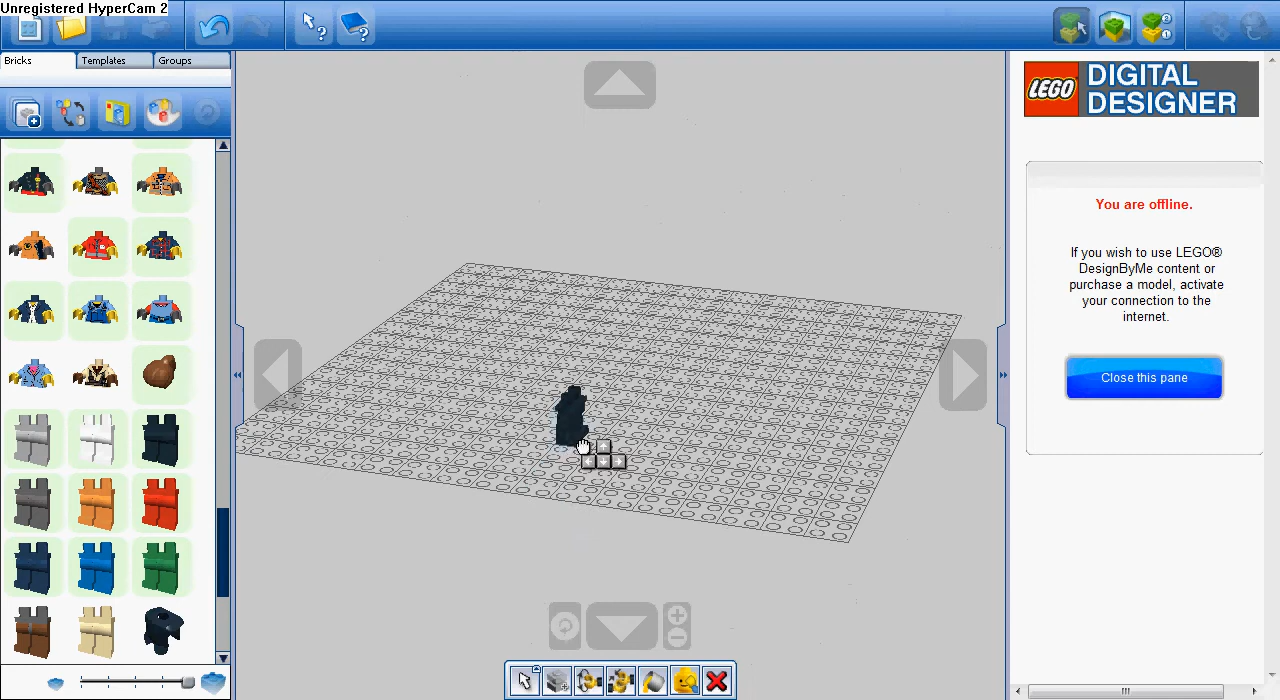 Unregistered HyperCam 2
Bricks
Templates
Groups
LEGO
DIGITAL
DESIGNER
You are offline.
If you wish to use LEGO®
DesignByMe content or
purchase a model, activate
your connection to the
internet.
Close this pane